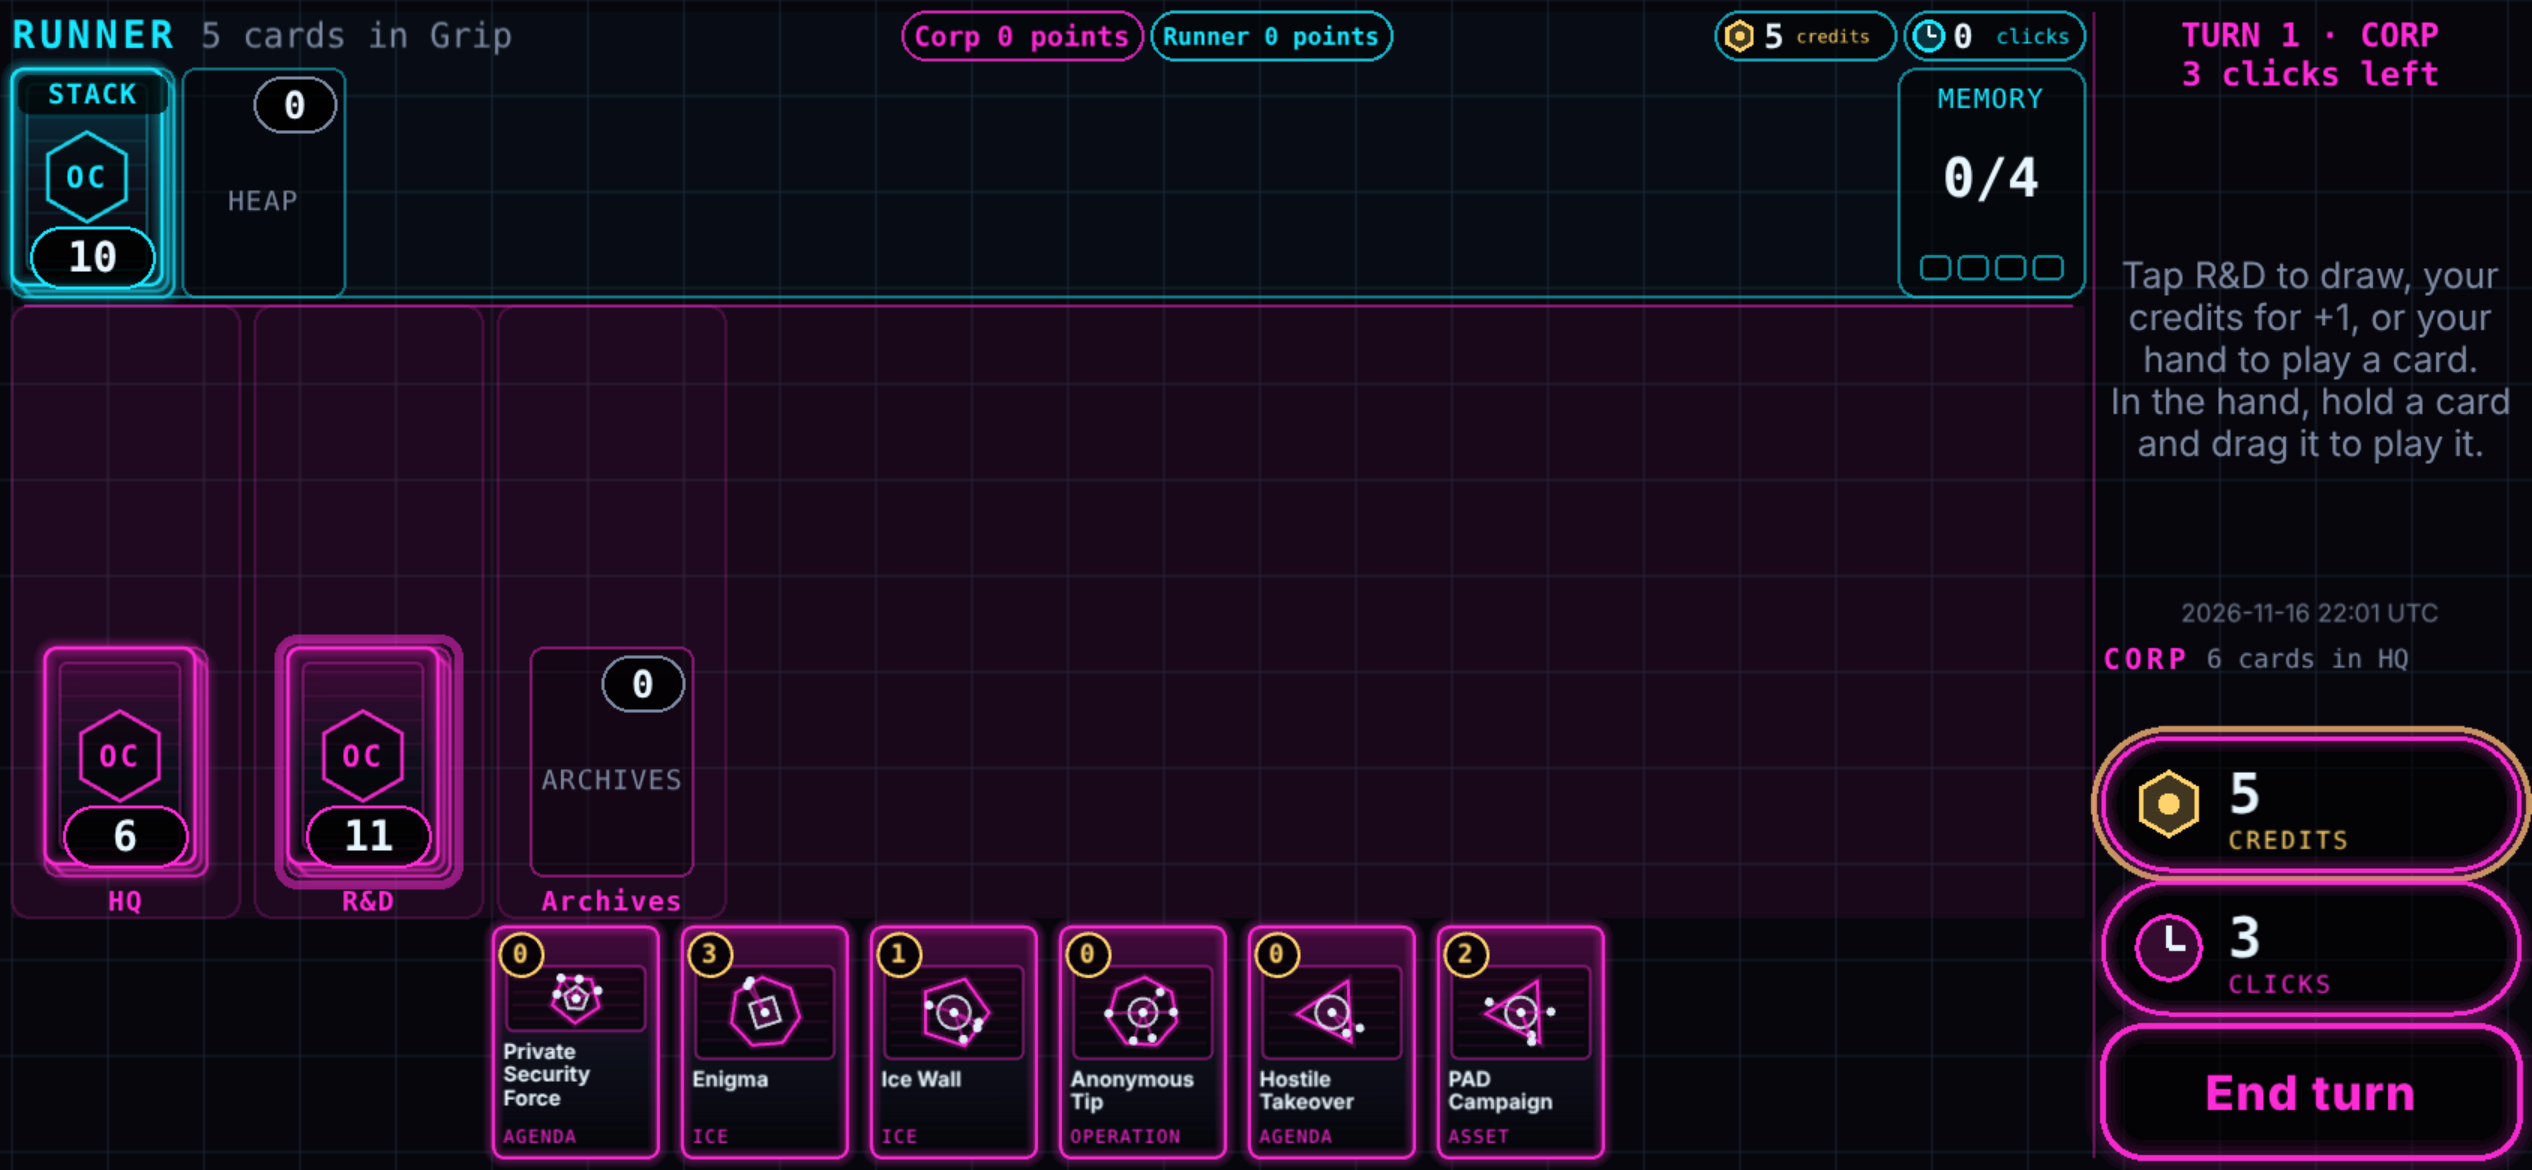 RUNNER 5 cards in Grip
Corp 0 points
Runner 0 points
5 credits
0 clicks
TURN 1 · CORP
3 clicks left
STACK
OC
10
0
HEAP
MEMORY
0/4
Tap R&D to draw, your
credits for +1, or your
hand to play a card.
In the hand, hold a card
and drag it to play it.
2026-11-16 22:01 UTC
CORP 6 cards in HQ
OC
6
HQ
OC
11
R&D
0
ARCHIVES
Archives
5
CREDITS
3
CLICKS
End turn
0
Private
Security
Force
AGENDA
3
Enigma
ICE
1
Ice Wall
ICE
0
Anonymous
Tip
OPERATION
0
Hostile
Takeover
AGENDA
2
PAD
Campaign
ASSET